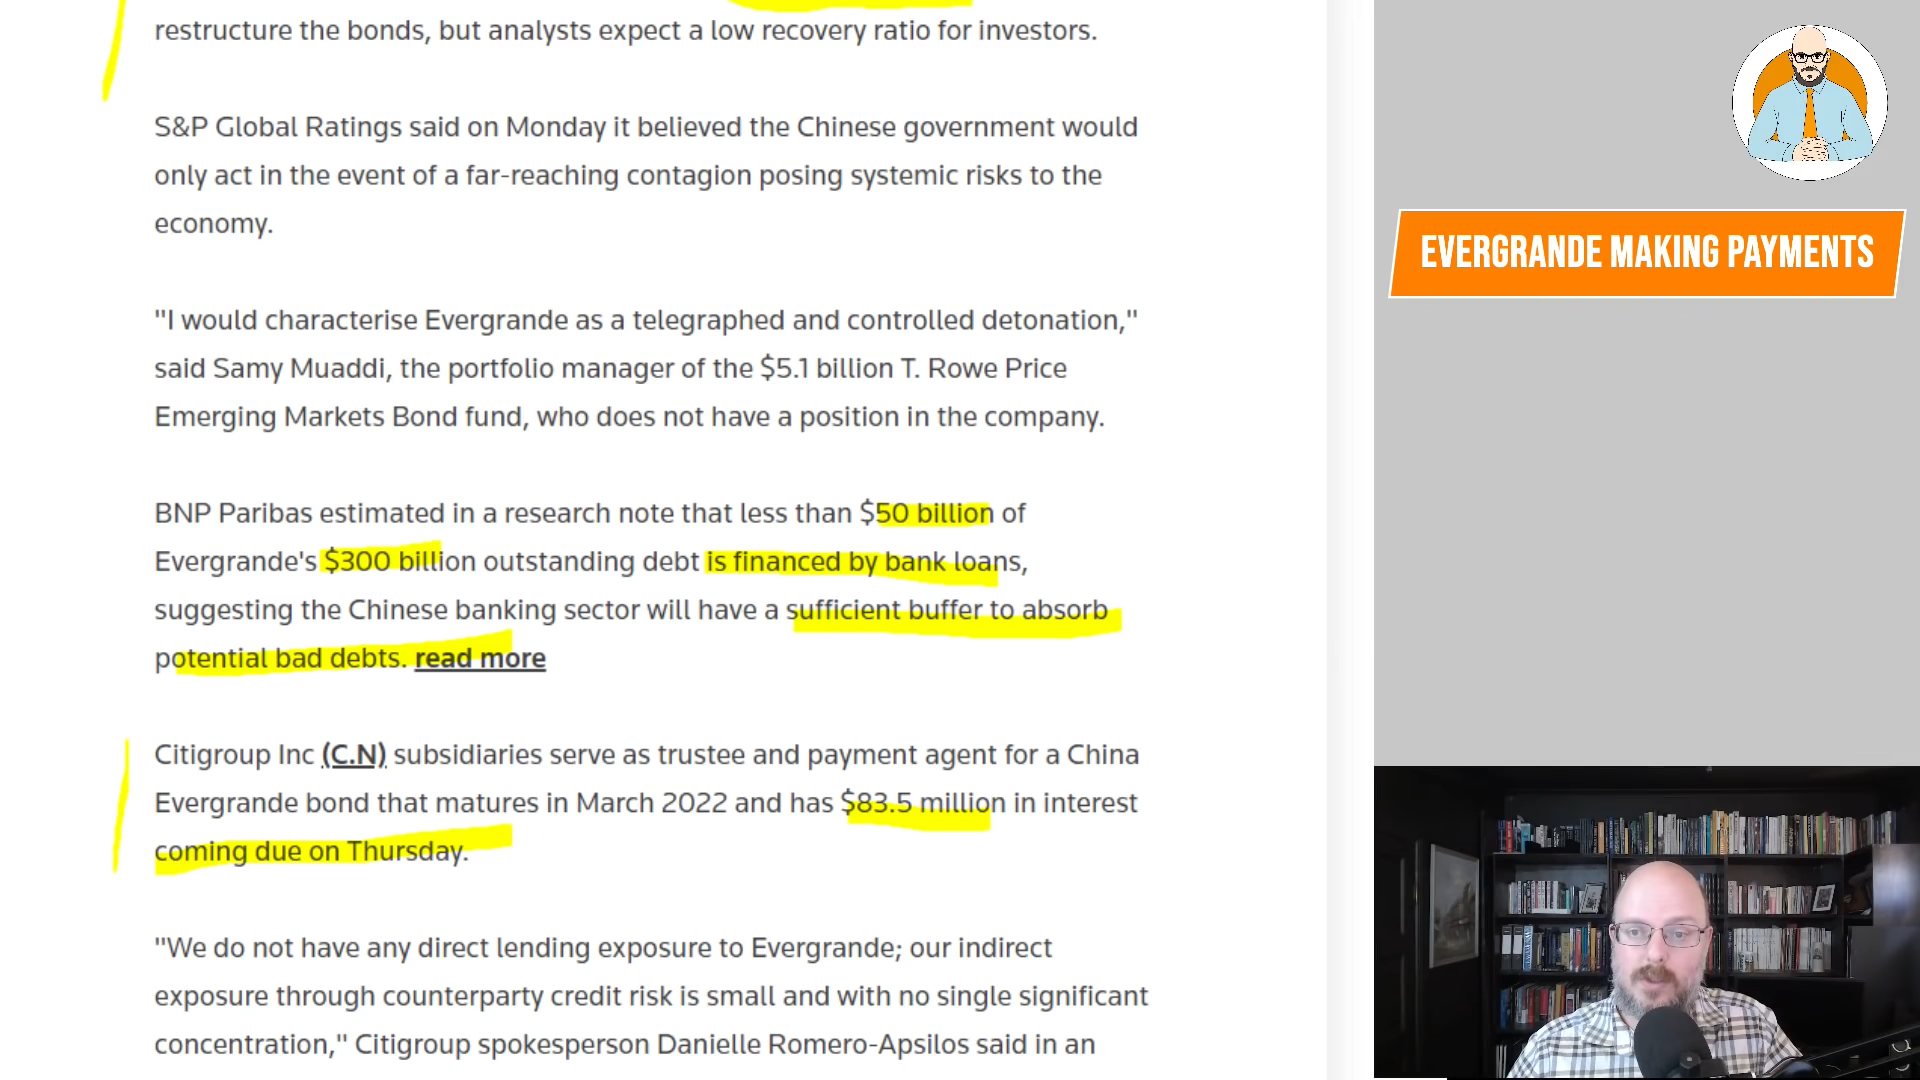 restructure the bonds, but analysts expect a low recovery ratio for investors.
S&P Global Ratings said on Monday it believed the Chinese government would
only act in the event of a far-reaching contagion posing systemic risks to the
economy.
"I would characterise Evergrande as a telegraphed and controlled detonation,"
said Samy Muaddi, the portfolio manager of the $5.1 billion T. Rowe Price
Emerging Markets Bond fund, who does not have a position in the company.
BNP Paribas estimated in a research note that less than $50 billion of
Evergrande's $300 billion outstanding debt is financed by bank loans,
suggesting the Chinese banking sector will have a sufficient buffer to absorb
potential bad debts. read more
Citigroup Inc (C.N) subsidiaries serve as trustee and payment agent for a China
Evergrande bond that matures in March 2022 and has $83.5 million in interest
coming due on Thursday.
"We do not have any direct lending exposure to Evergrande; our indirect
exposure through counterparty credit risk is small and with no single significant
concentration," Citigroup spokesperson Danielle Romero-Apsilos said in an
EVERGRANDE MAKING PAYMENTS